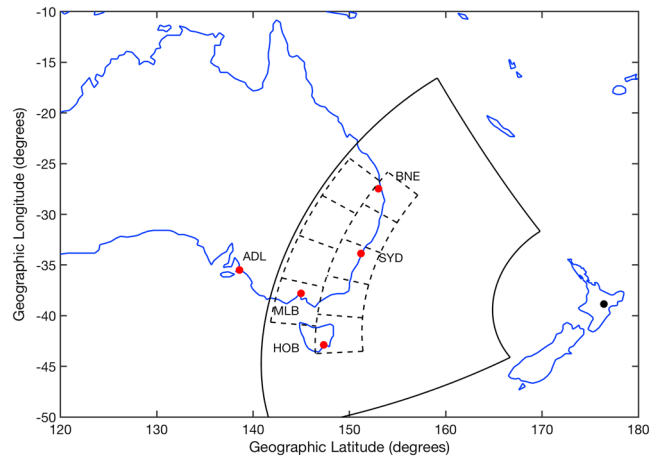 -10
-15
-20
-25
-30
-35
-40
-45
-50
Geographic Longitude (degrees)
BNE
SYD
ADL
MLB
HOB
120
130
140
150
160
170
180
Geographic Latitude (degrees)